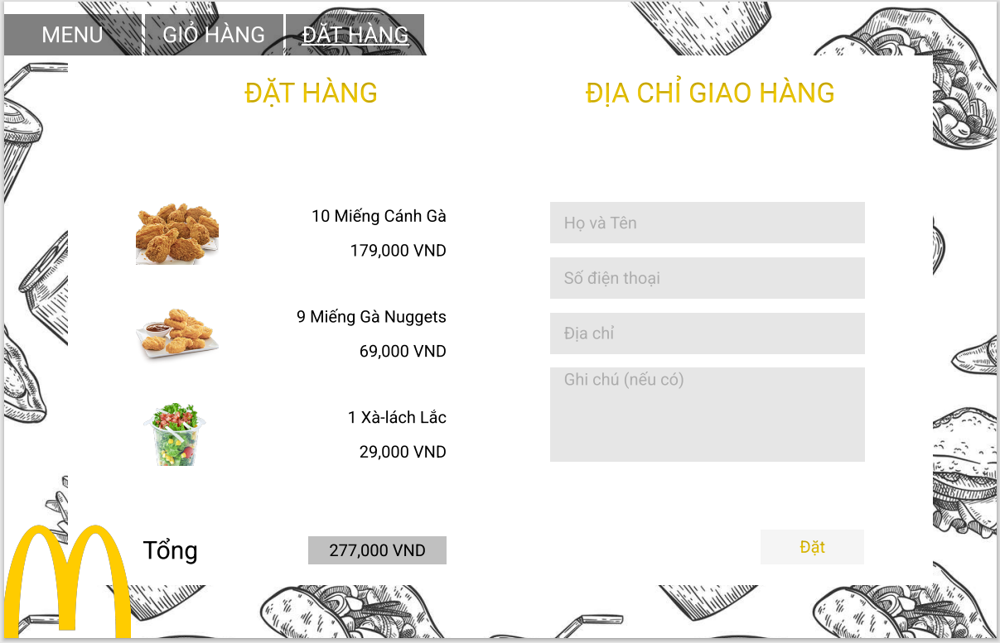 MENU
GIỎ HÀNG
ĐĂT HÀNG
ĐẶT HÀNG
10 Miếng Cánh Gà
179,000 VND
9 Miếng Gà Nuggets
69,000 VND
1 Xà-lách Lắc
29,000 VND
Tổng
277,000 VND
ĐỊA CHỈ GIAO HÀNG
Họ và Tên
Số điện thoại
Địa chỉ
Ghi chú (nếu có)
Đặt